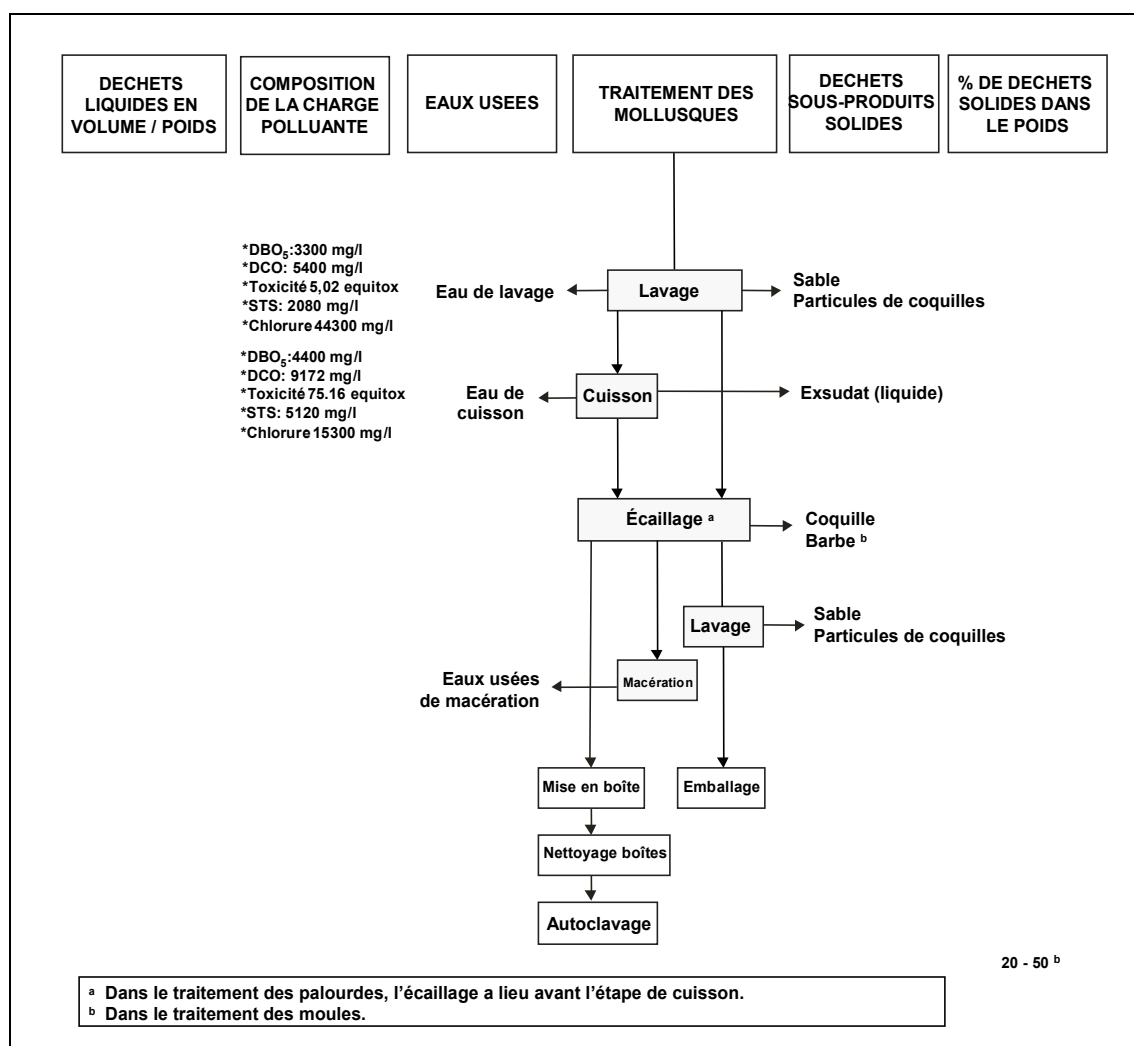 DECHETS
LIQUIDES EN
VOLUME / POIDS
COMPOSITION
DE LA CHARGE
POLLUANTE
EAUX USEES
TRAITEMENT DES
MOLLUSQUES
DECHETS
SOUS-PRODUITS
SOLIDES
% DE DECHETS
SOLIDES DANS
LE POIDS
*DBO5:3300 mg/l
*DCO: 5400 mg/l
*Toxicité 5,02 equitox
*STS: 2080 mg/l
*Chlorure 44300 mg/l
Eau de lavage
Lavage
Sable
Particules de coquilles
*DBO5:4400 mg/l
*DCO: 9172 mg/l
*Toxicité 75.16 equitox
*STS: 5120 mg/l
*Chlorure 15300 mg/l
Eau de
cuisson
Cuisson
Exsudat (liquide)
Écaillage a
Coquille
Barbe b
Lavage
Sable
Particules de coquilles
Eaux usées
de macération
Macération
Mise en boîte
Emballage
Nettoyage boîtes
Autoclavage
20 - 50 b
a Dans le traitement des palourdes, l'écaillage a lieu avant l'étape de cuisson.
b Dans le traitement des moules.